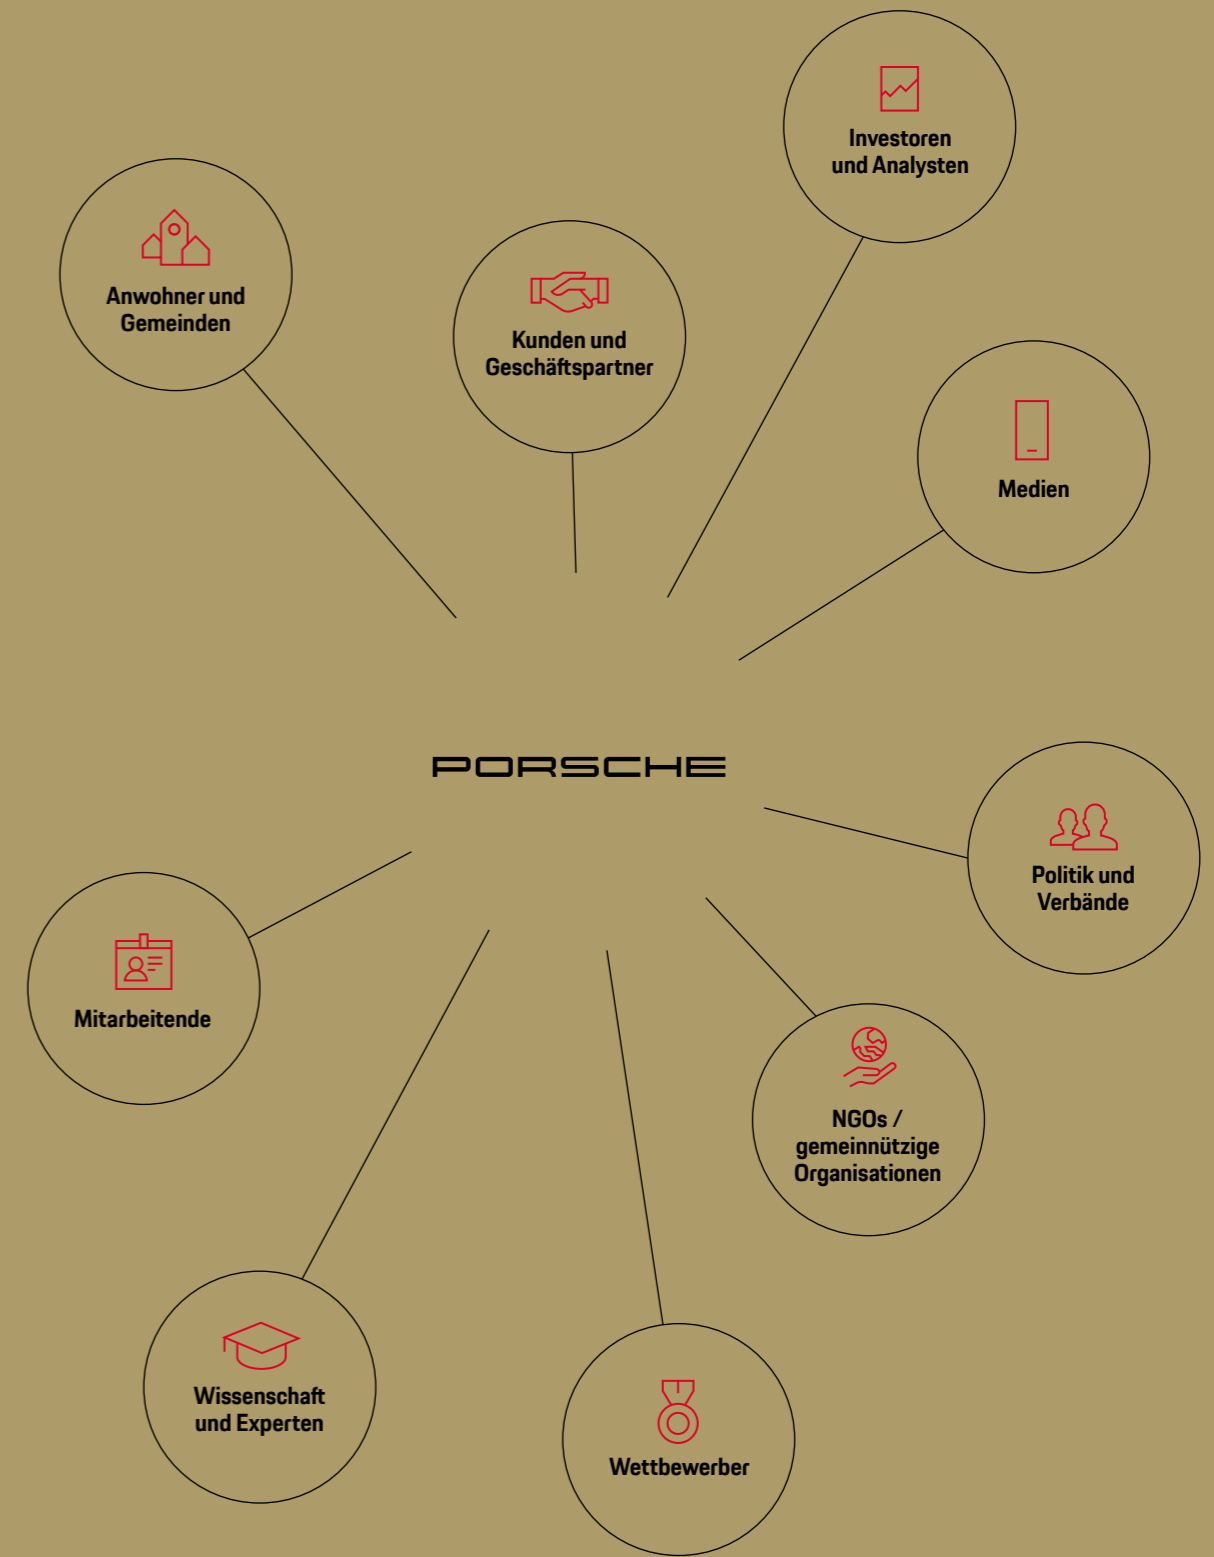 Investoren
und Analysten
Anwohner und
Gemeinden
Kunden und
Geschäftspartner
Medien
PORSCHE
Politik und
Verbände
Mitarbeitende
NGOs /
gemeinnützige
Organisationen
Wissenschaft
und Experten
Wettbewerber